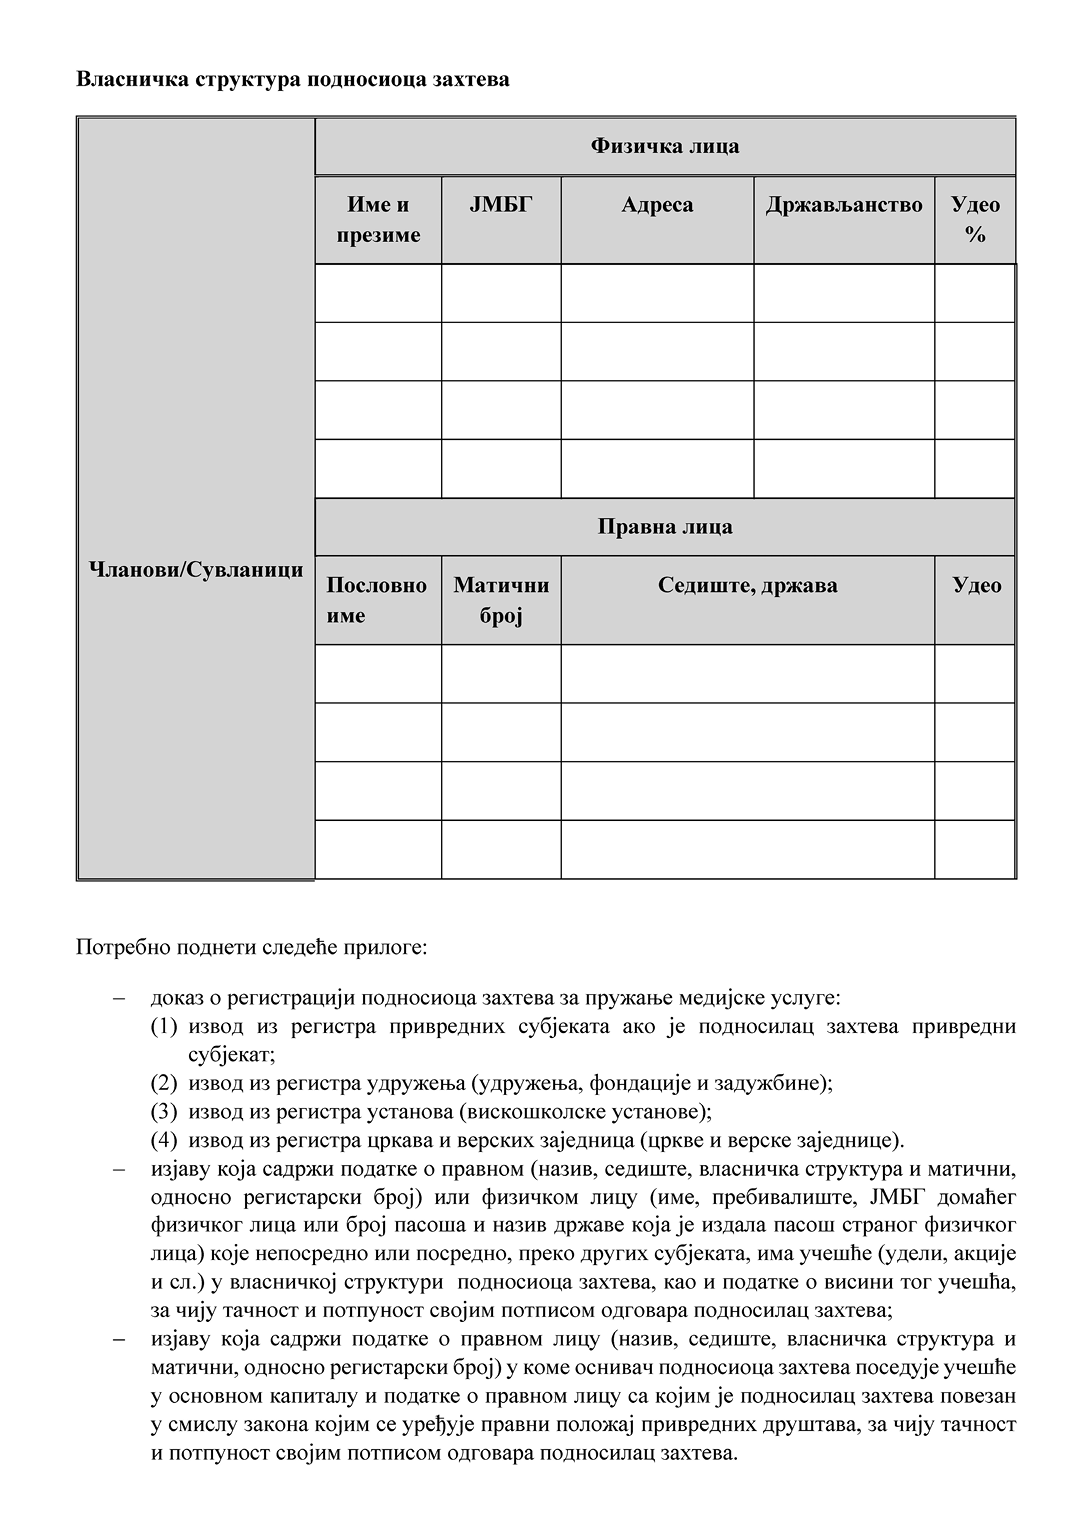 Власничка структура подносиоца захтева
Физичка лица
Име и презиме
ЈМБГ
Адреса
Држављанство
Удео %
Чланови/Сувланици
Правна лица
Пословно име
Матични број
Седиште, држава
Удео
Потребно поднети следеће прилоге:
– доказ о регистрацији подносиоца захтева за пружање медијске услуге:
(1) извод из регистра привредних субјеката ако је подносилац захтева привредни
субјекат;
(2) извод из регистра удружења (удружења, фондације и задужбине);
(3) извод из регистра установа (вискошколске установе);
(4) извод из регистра цркава и верских заједница (цркве и верске заједнице).
– изјаву која садржи податке о правном (назив, седиште, власничка структура и матични,
односно регистарски број) или физичком лицу (име, пребивалиште, ЈМБГ домаћег
физичког лица или број пасоша и назив државе која је издала пасош страног физичког
лица) које непосредно или посредно, преко других субјеката, има учешће (удели, акције
и сл.) у власничкој структури подносиоца захтева, као и податке о висини тог учешћа,
за чију тачност и потпуност својим потписом одговара подносилац захтева;
– изјаву која садржи податке о правном лицу (назив, седиште, власничка структура и
матични, односно регистарски број) у коме оснивач подносиоца захтева поседује учешће
у основном капиталу и податке о правном лицу са којим је подносилац захтева повезан
у смислу закона којим се уређује правни положај привредних друштава, за чију тачност
и потпуност својим потписом одговара подносилац захтева.